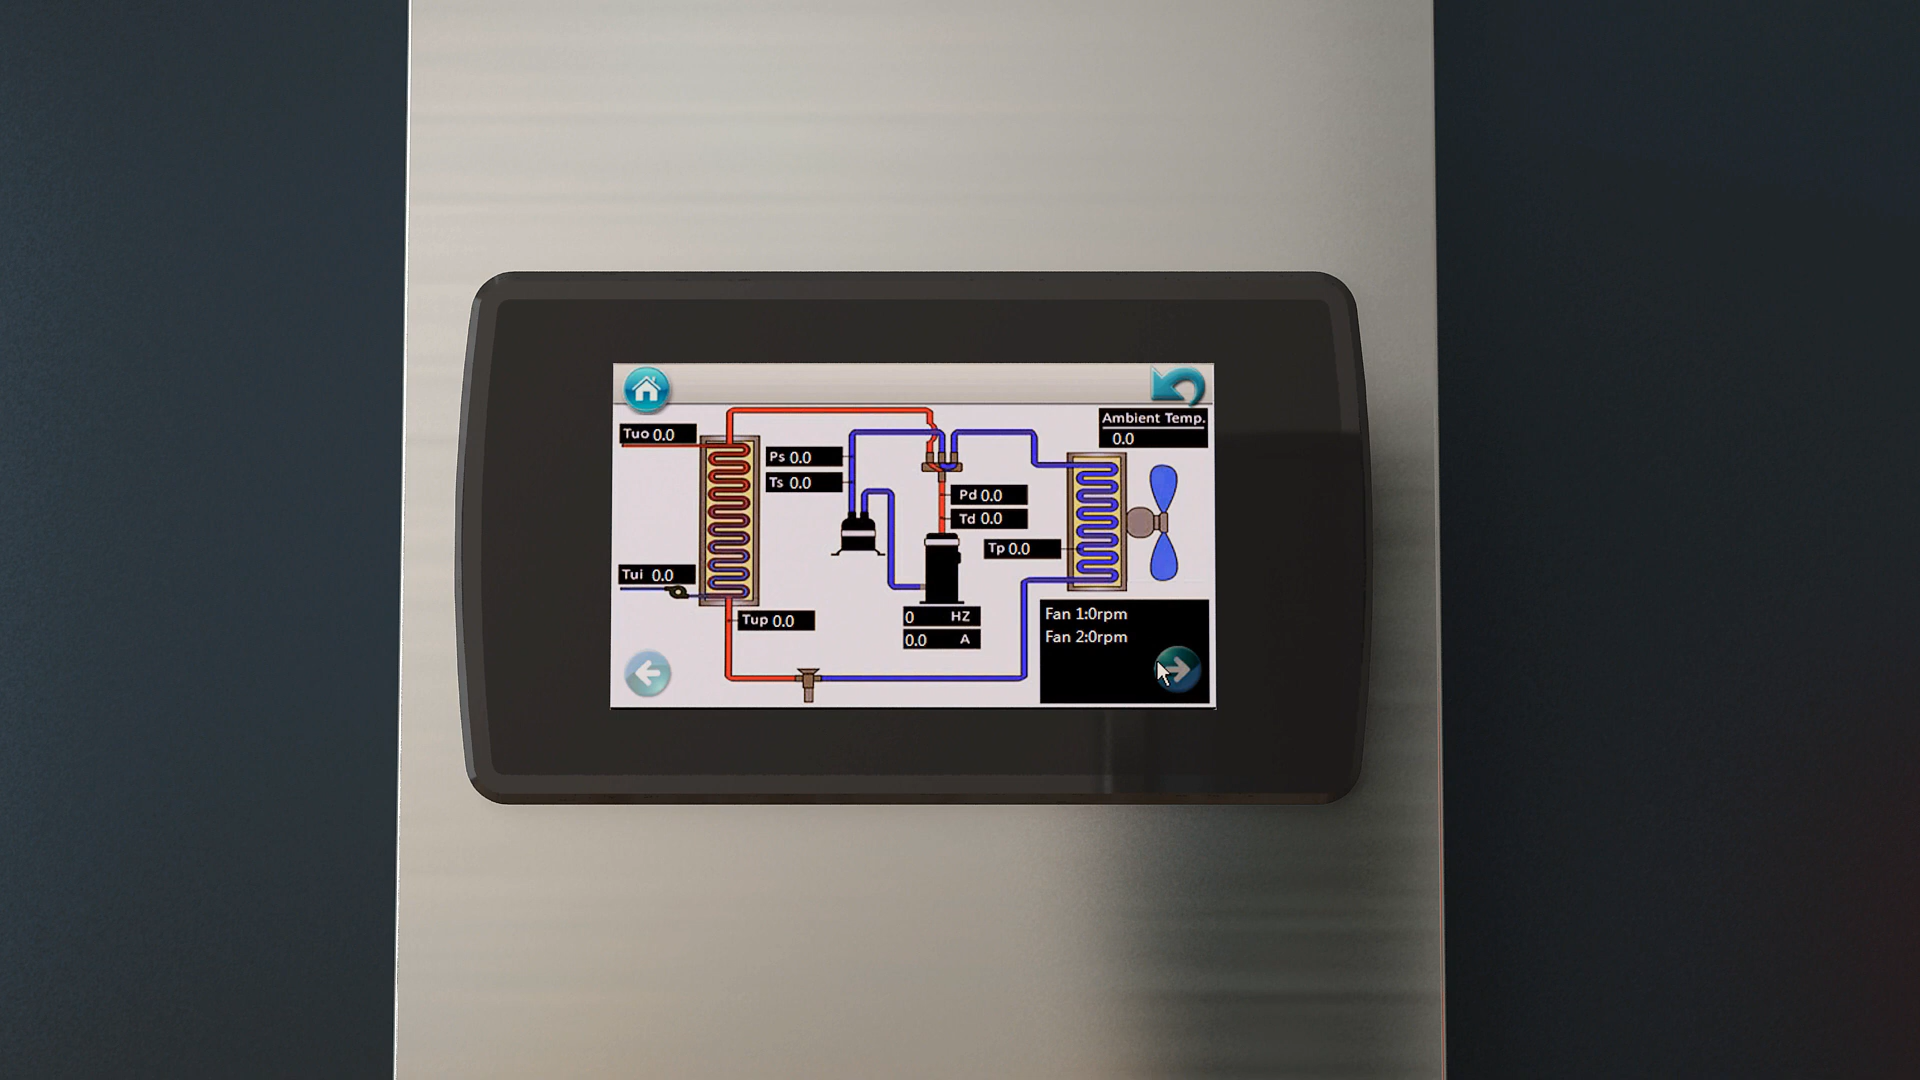 Ambient Temp.
0.0
Tuo 0.0
Ps 0.0
Ts 0.0
Pd 0.0
Td 0.0
Tp 0.0
Tui 0.0
Tup 0.0
0 HZ
0.0 A
Fan 1:0rpm
Fan 2:0rpm